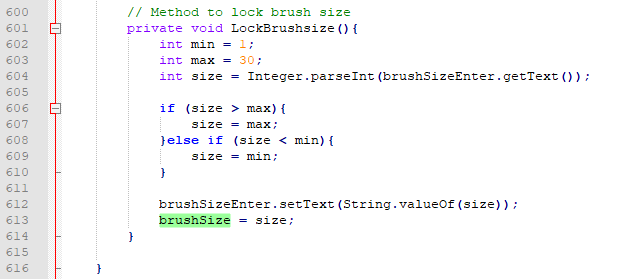 600 // Method to lock brush size
601 private void LockBrushsize(){
602 int min = 1;
603 int max = 30;
604 int size = Integer.parseInt(brushSizeEnter.getText());
605
606 if (size > max){
607 size = max;
608 }else if (size < min){
609 size = min;
610 }
611
612 brushSizeEnter.setText(String.valueOf(size));
613 brushSize = size;
614 }
615
616 }